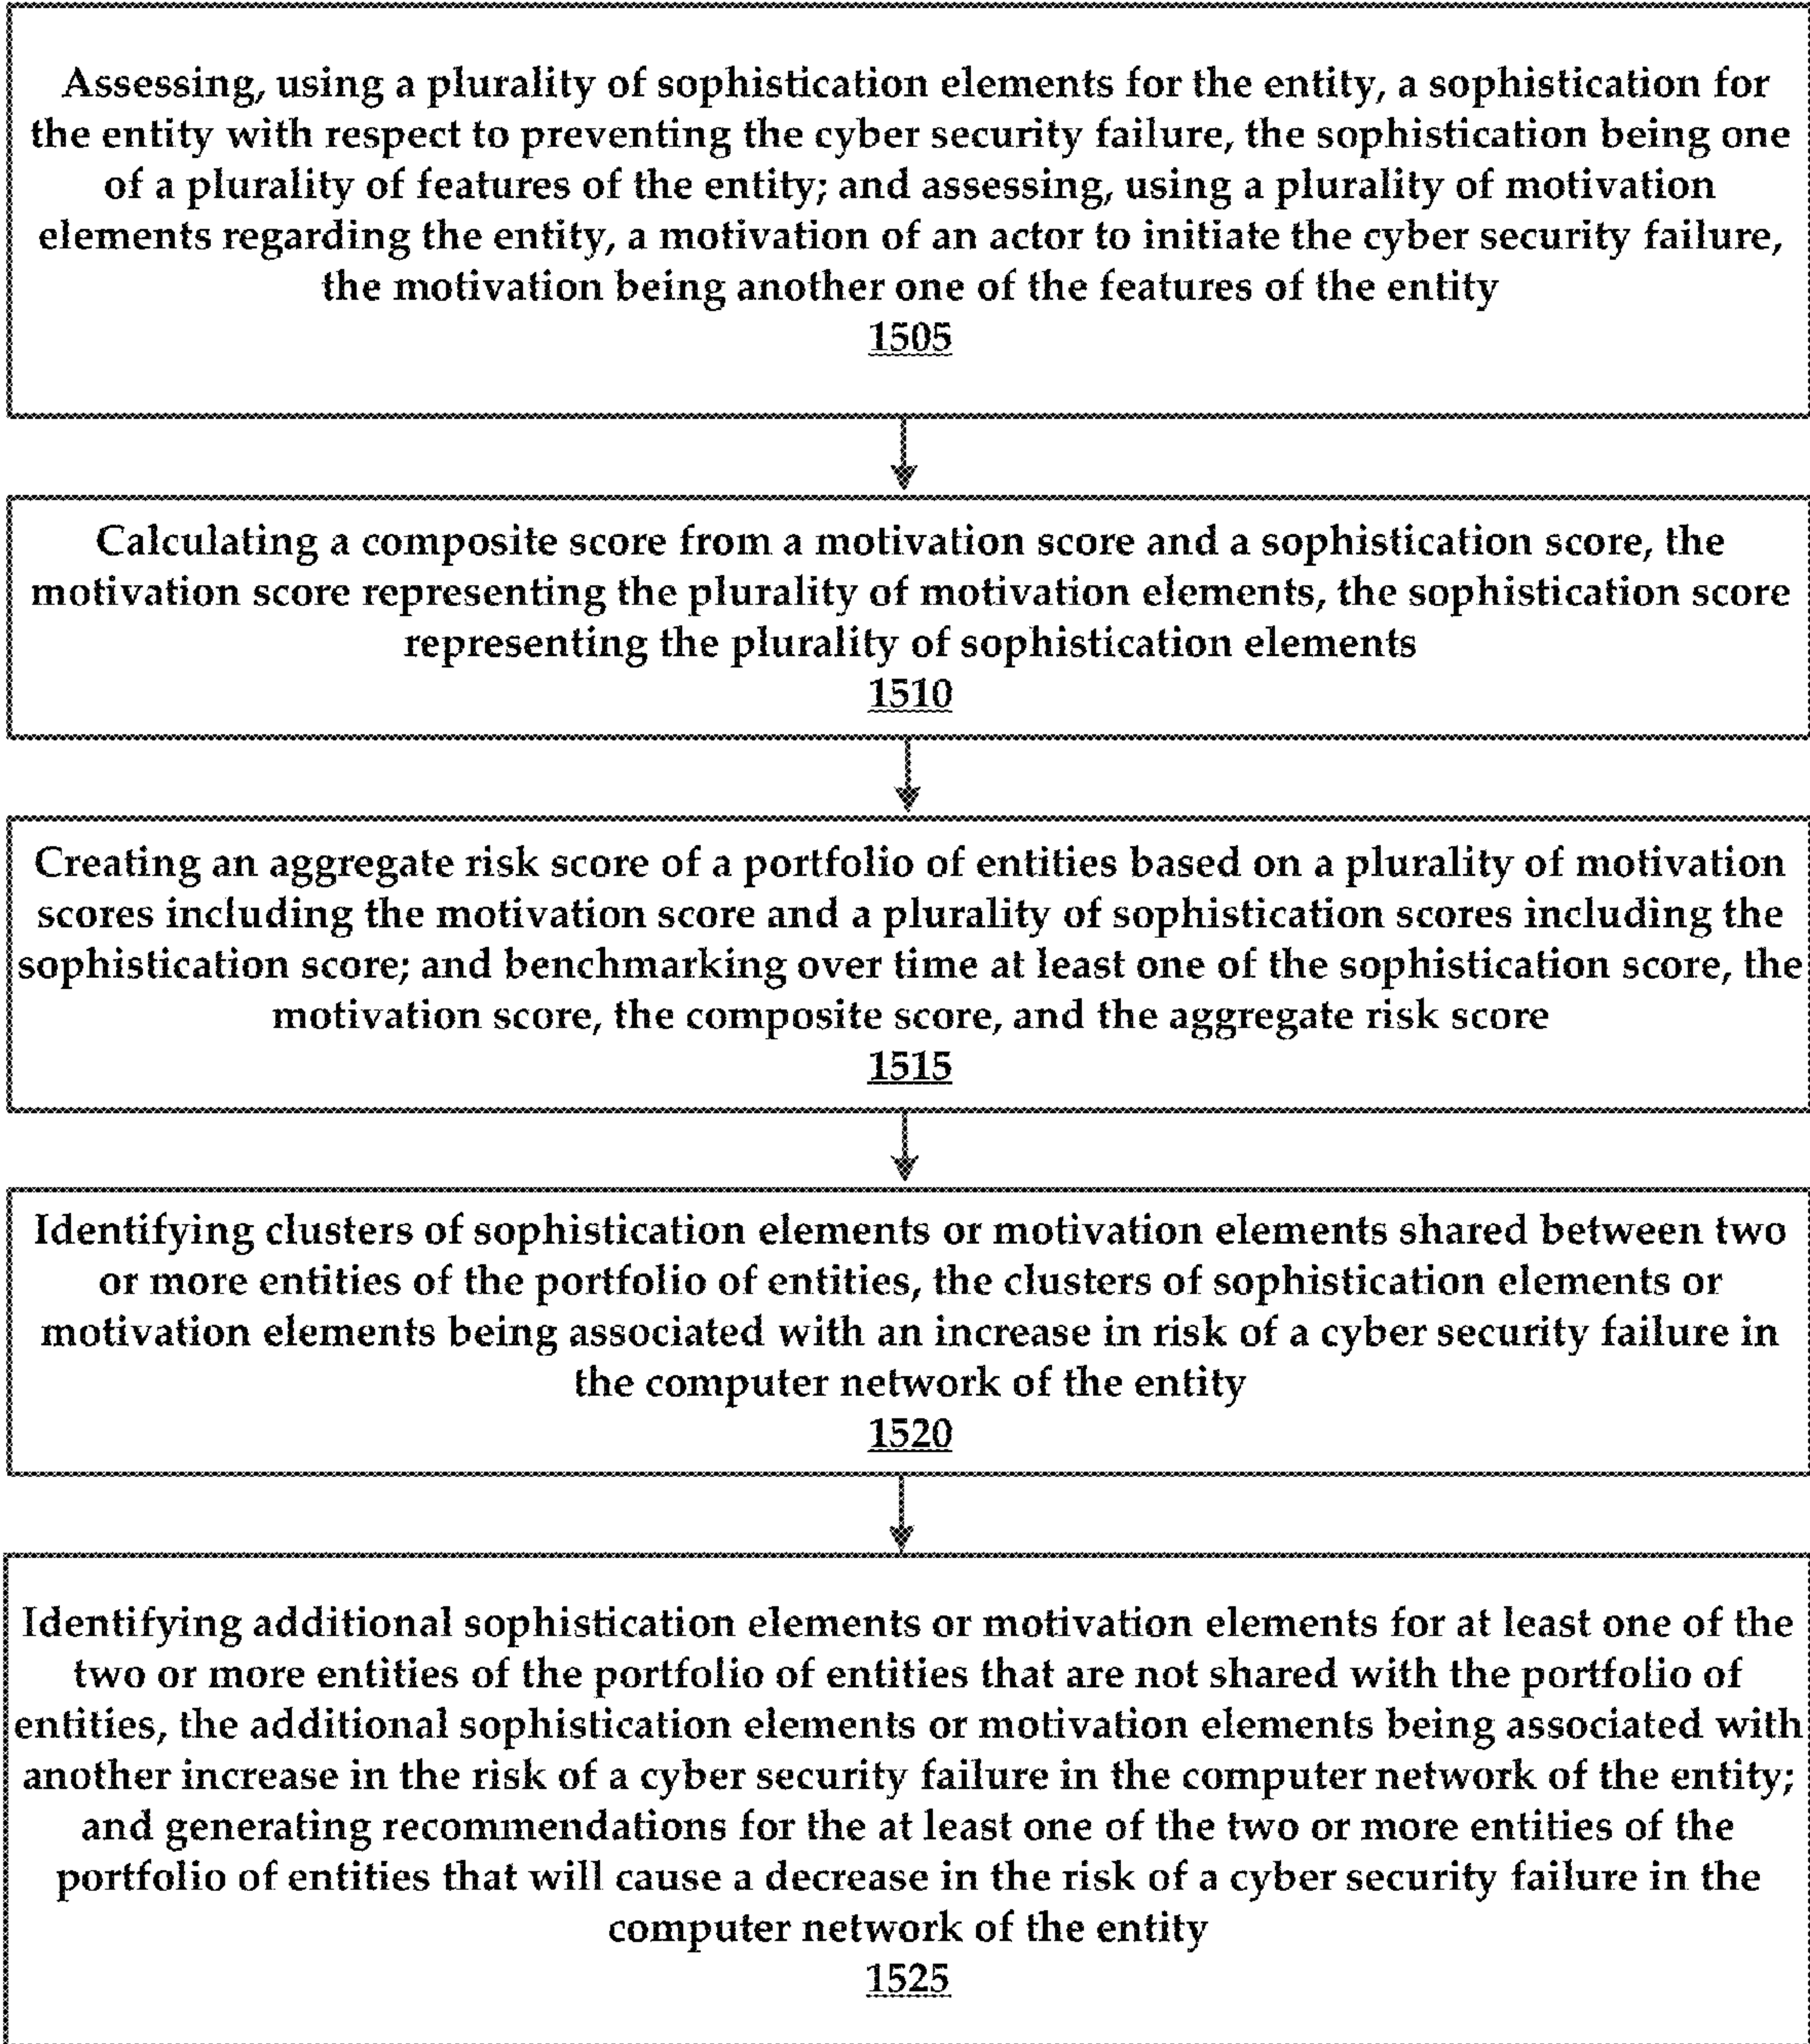 Assessing, using a plurality of sophistication elements for the entity, a sophistication for
the entity with respect to preventing the cyber security failure, the sophistication being one
of a plurality of features of the entity; and assessing, using a plurality of motivation
elements regarding the entity, a motivation of an actor to initiate the cyber security failure,
the motivation being another one of the features of the entity
1505
Calculating a composite score from a motivation score and a sophistication score, the
motivation score representing the plurality of motivation elements, the sophistication score
representing the plurality of sophistication elements
1510
Creating an aggregate risk score of a portfolio of entities based on a plurality of motivation
scores including the motivation score and a plurality of sophistication scores including the
sophistication score; and benchmarking over time at least one of the sophistication score, the
motivation score, the composite score, and the aggregate risk score
1515
Identifying clusters of sophistication elements or motivation elements shared between two
or more entities of the portfolio of entities, the clusters of sophistication elements or
motivation elements being associated with an increase in risk of a cyber security failure in
the computer network of the entity
1520
Identifying additional sophistication elements or motivation elements for at least one of the
two or more entities of the portfolio of entities that are not shared with the portfolio of
entities, the additional sophistication elements or motivation elements being associated with
another increase in the risk of a cyber security failure in the computer network of the entity;
and generating recommendations for the at least one of the two or more entities of the
portfolio of entities that will cause a decrease in the risk of a cyber security failure in the
computer network of the entity
1525